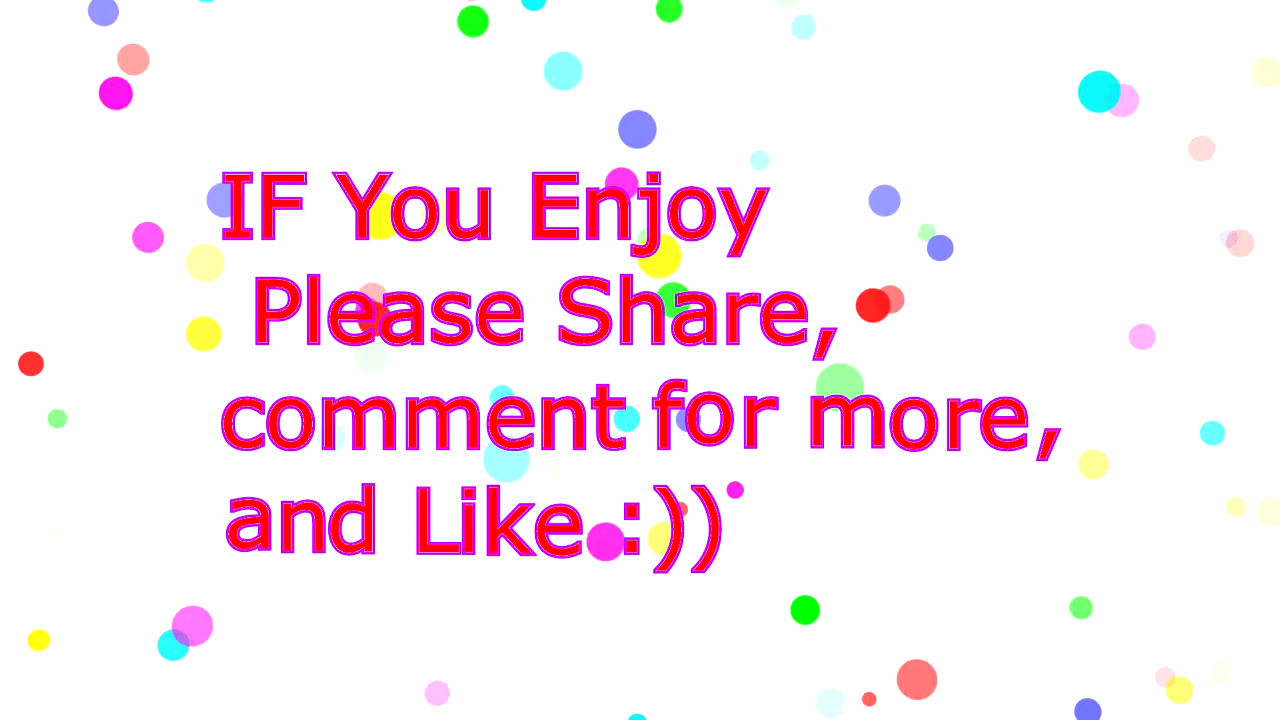 IF You Enjoy
Please Share,
comment for more,
and Like :))